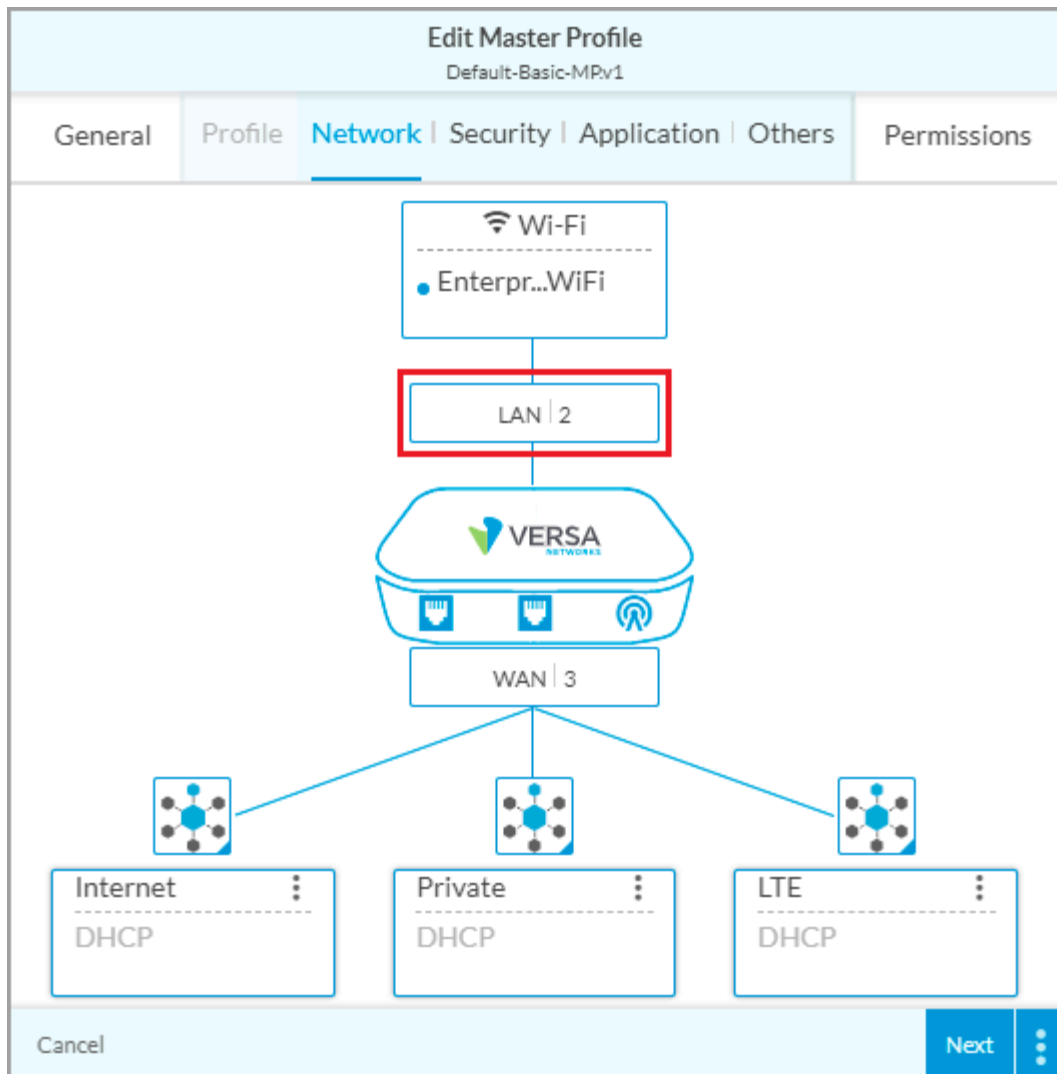 Edit Master Profile
Default-Basic-MP.v1
General Profile Network | Security | Application | Others Permissions
Wi-Fi
Enterpr...WiFi
LAN | 2
VERSA
NETWORKS
WAN | 3
Internet Private LTE
DHCP DHCP DHCP
Cancel Next